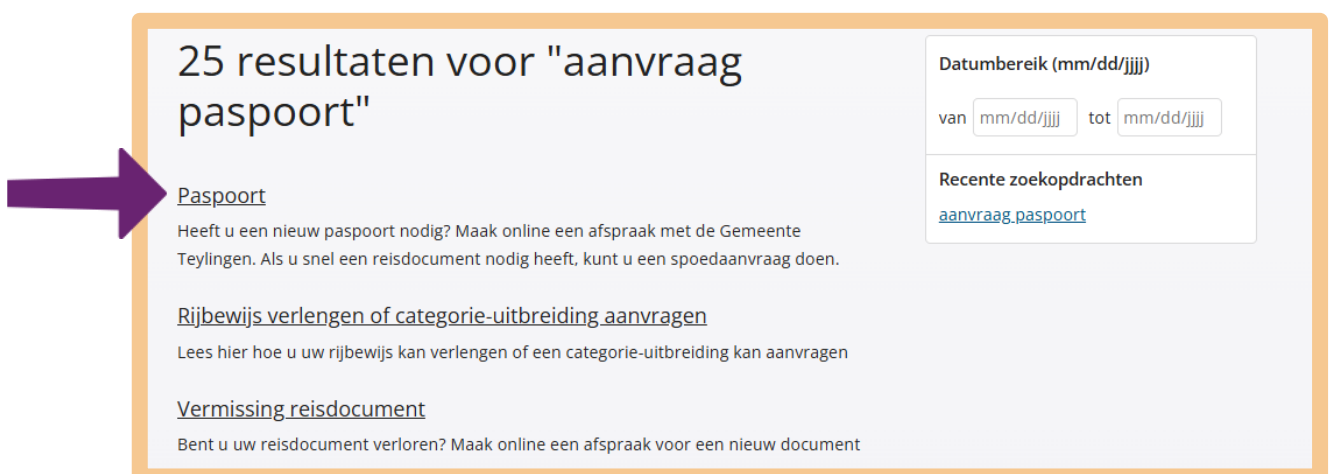 25 resultaten voor "aanvraag
paspoort"
Paspoort
Heeft u een nieuw paspoort nodig? Maak online een afspraak met de Gemeente
Teylingen. Als u snel een reisdocument nodig heeft, kunt u een spoedaanvraag doen.
Rijbewijs verlengen of categorie-uitbreiding aanvragen
Lees hier hoe u uw rijbewijs kan verlengen of een categorie-uitbreiding kan aanvragen
Vermissing reisdocument
Bent u uw reisdocument verloren? Maak online een afspraak voor een nieuw document
Datumbereik (mm/dd/jjjj)
van mm/dd/jjjj tot mm/dd/jjjj
Recente zoekopdrachten
aanvraag paspoort